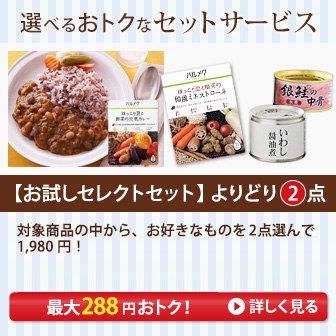 選べるおトクなセットサービス
ハルメク
ほっこり豆と
野菜の充実カレー
ハルメク
ほっこり豆と根菜の
和風ミネストローネ
銀鮭の
中骨
いわし
醤油煮
【お試しセレクトセット】よりどり2点
対象商品の中から、お好きなものを2点選んで
1,980円！
最大288円おトク！
詳しく見る